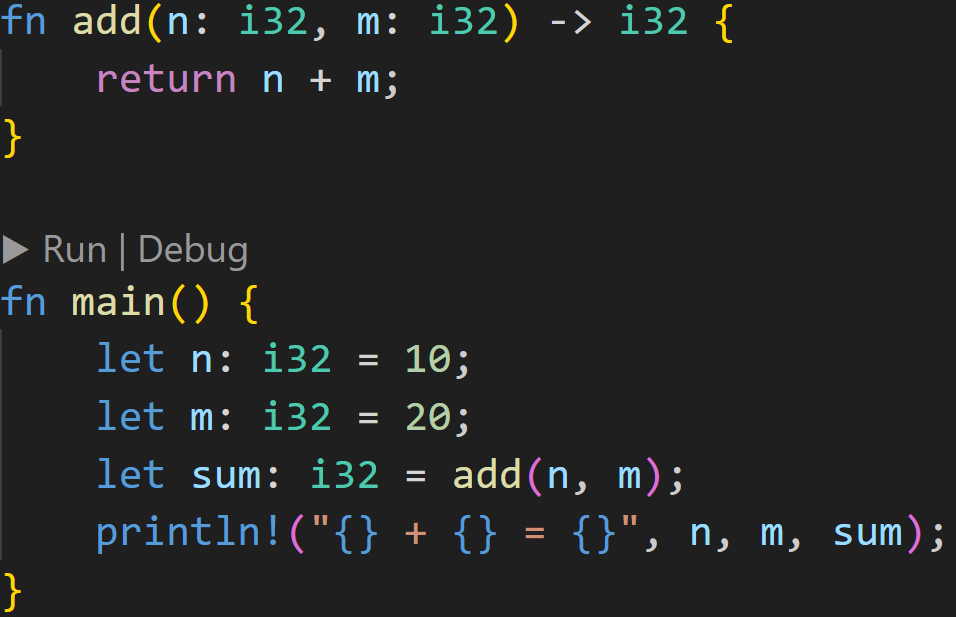 fn add(n: i32, m: i32) -> i32 {
    return n + m;
}
Run | Debug
fn main() {
    let n: i32 = 10;
    let m: i32 = 20;
    let sum: i32 = add(n, m);
    println!("{} + {} = {}", n, m, sum);
}